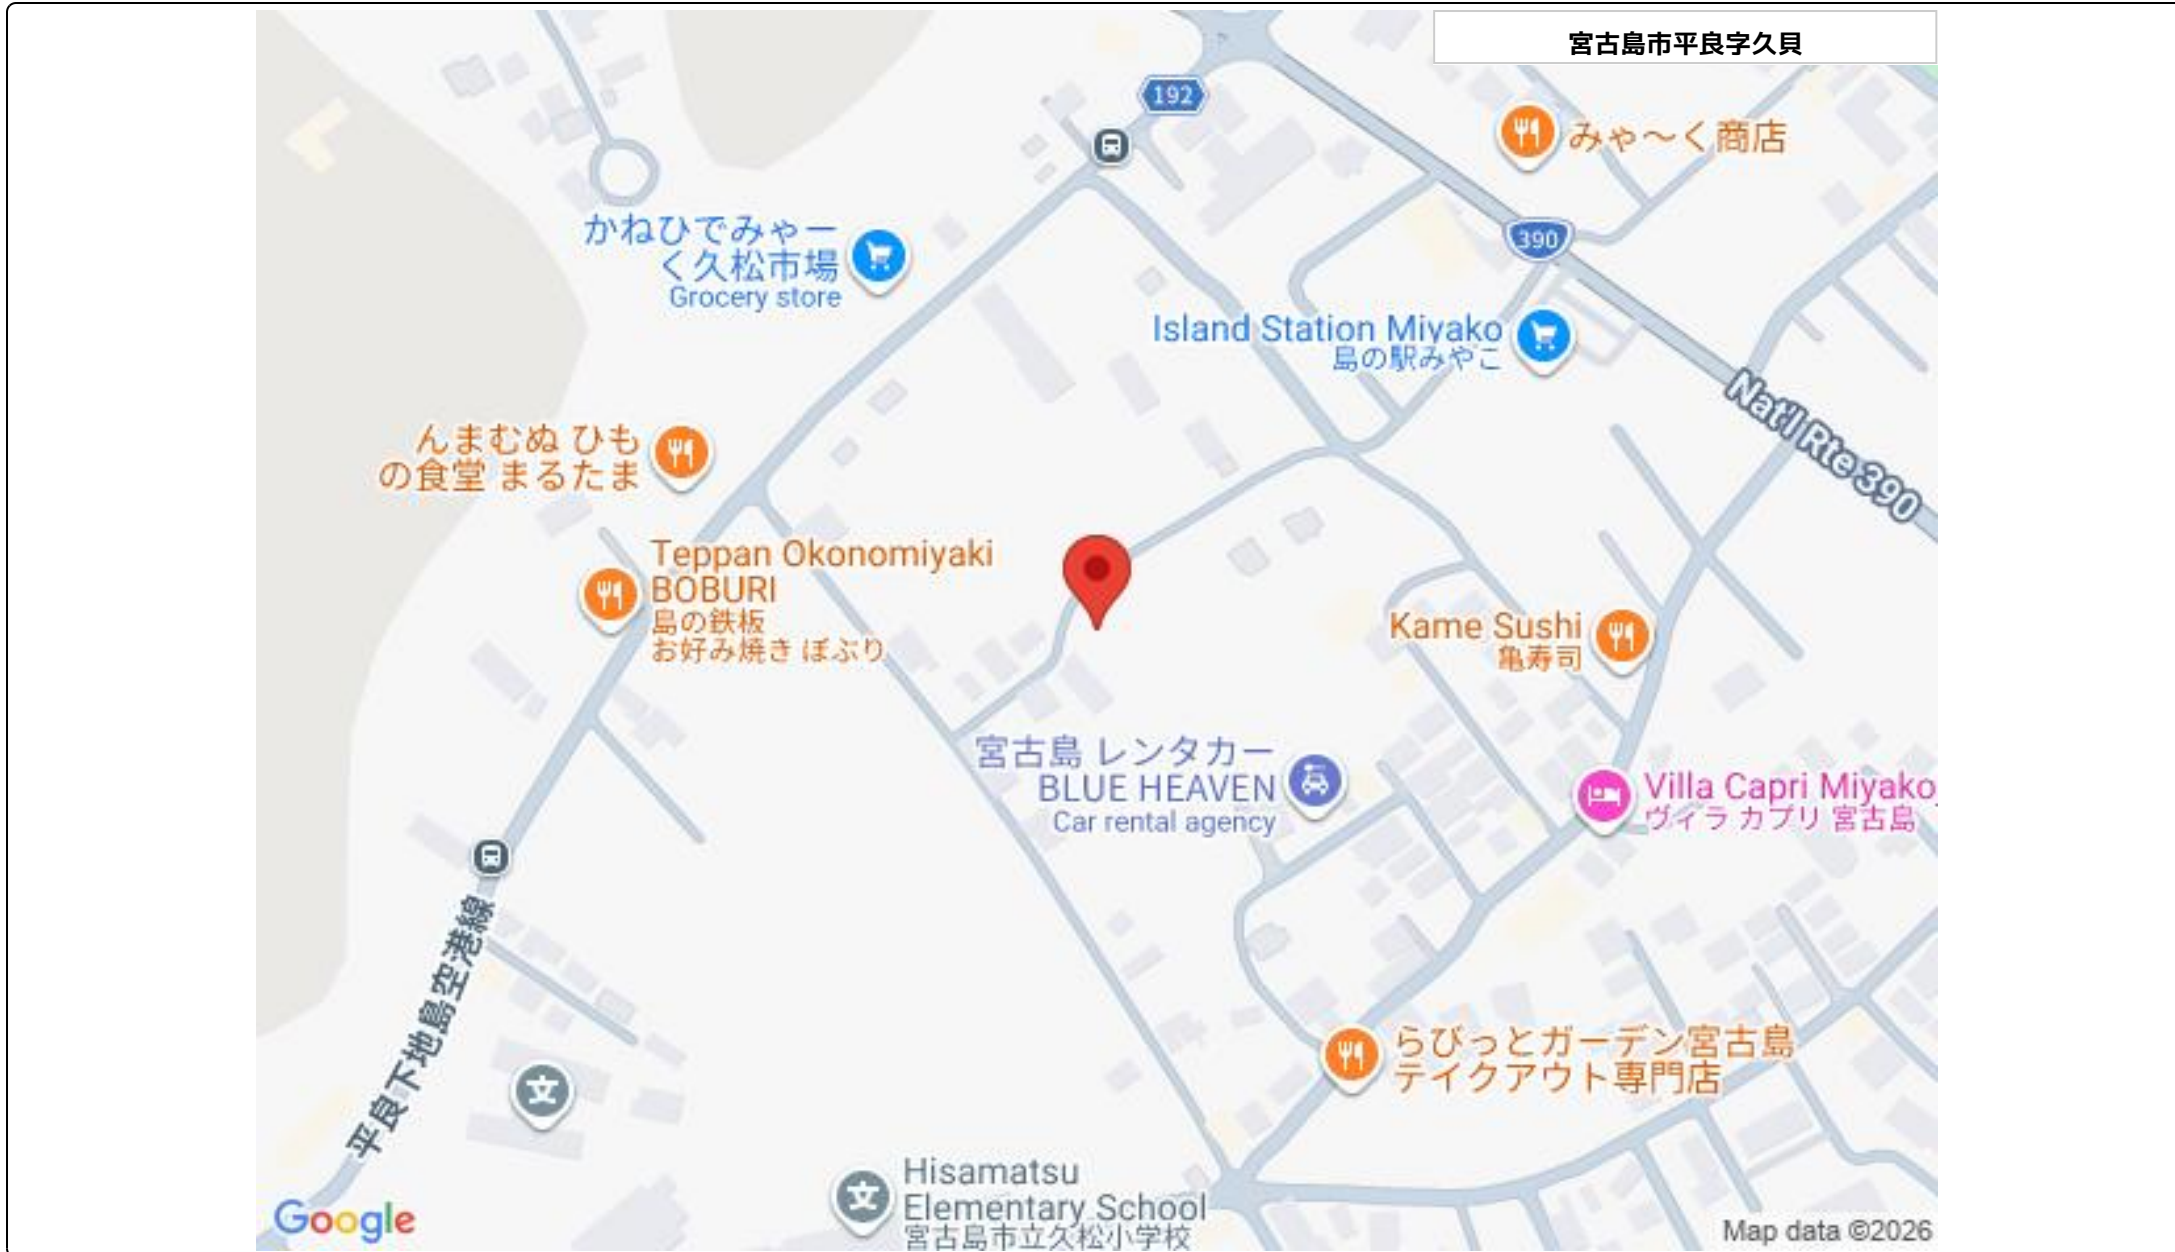 宮古島市平良字久貝
192
みゃ～く商店
かねひでみゃー
く久松市場
Grocery store
390
Island Station Miyako
島の駅みやこ
Nat'l Rte 390
んまむぬ ひも
の食堂 まるたま
Teppan Okonomiyaki
BOBURI
島の鉄板
お好み焼き ぼぶり
Kame Sushi
亀寿司
宮古島 レンタカー
BLUE HEAVEN
Car rental agency
Villa Capri Miyako
ヴィラ カプリ 宮古島
平良下地島空港線
らびっとガーデン宮古島
テイクアウト専門店
文
Hisamatsu
Elementary School
宮古島市立久松小学校
文
Google
Map data ©2026